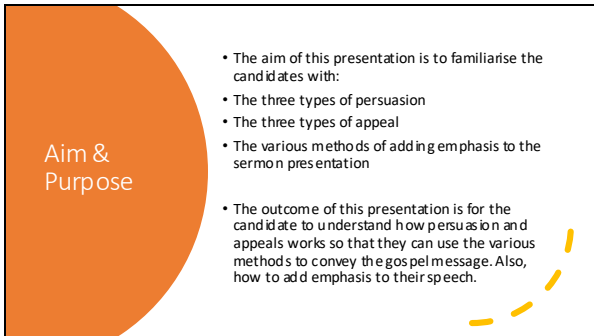 Aim &
Purpose
• The aim of this presentation is to familiarise the
candidates with:
• The three types of persuasion
• The three types of appeal
• The various methods of adding emphasis to the
sermon presentation
• The outcome of this presentation is for the
candidate to understand how persuasion and
appeals works so that they can use the various
methods to convey the gospel message. Also,
how to add emphasis to their speech.